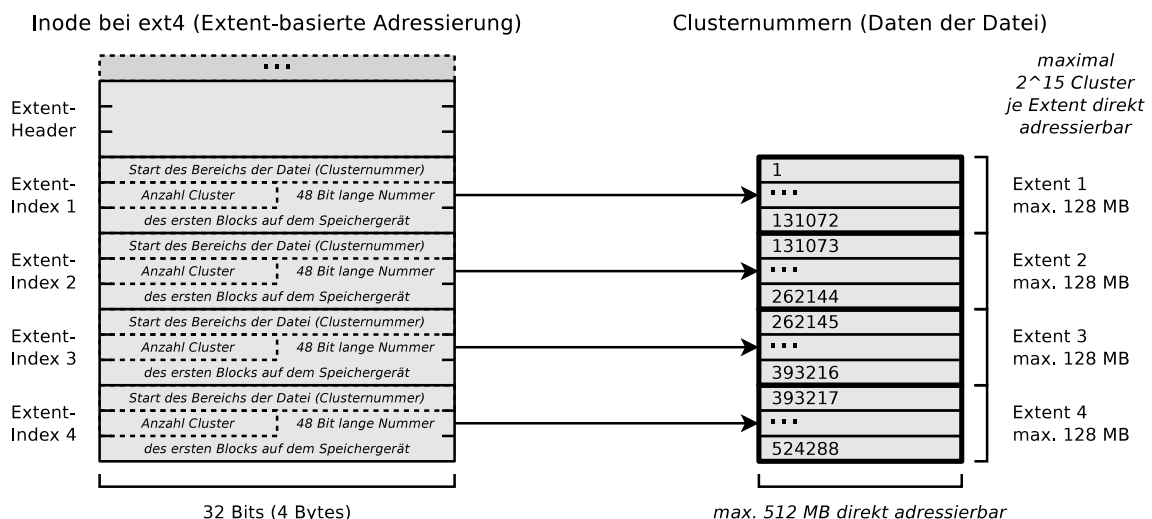 Inode bei ext4 (Extent-basierte Adressierung)
Clusternummern (Daten der Datei)
...
maximal
2^15 Cluster
je Extent direkt
adressierbar
Extent-
Header
Extent-
Index 1
Start des Bereichs der Datei (Clusternummer)
Anzahl Cluster
48 Bit lange Nummer
des ersten Blocks auf dem Speichergerät
1
...
131072
Extent 1
max. 128 MB
Extent-
Index 2
Start des Bereichs der Datei (Clusternummer)
Anzahl Cluster
48 Bit lange Nummer
des ersten Blocks auf dem Speichergerät
131073
...
262144
Extent 2
max. 128 MB
Extent-
Index 3
Start des Bereichs der Datei (Clusternummer)
Anzahl Cluster
48 Bit lange Nummer
des ersten Blocks auf dem Speichergerät
262145
...
393216
Extent 3
max. 128 MB
Extent-
Index 4
Start des Bereichs der Datei (Clusternummer)
Anzahl Cluster
48 Bit lange Nummer
des ersten Blocks auf dem Speichergerät
393217
...
524288
Extent 4
max. 128 MB
32 Bits (4 Bytes)
max. 512 MB direkt adressierbar